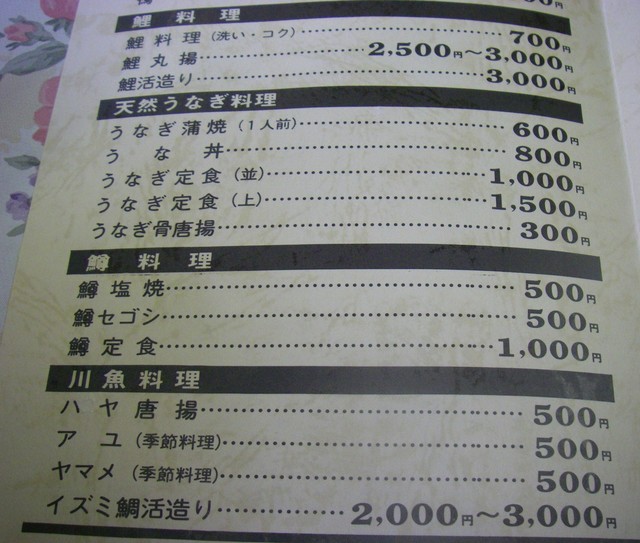 鯉料理
鯉料理(洗い・コク) 700円
鯉丸揚 2,500円〜3,000円
鯉活造り 3,000円
天然うなぎ料理
うなぎ蒲焼(1人前) 600円
うな丼 800円
うなぎ定食(並) 1,000円
うなぎ定食(上) 1,500円
うなぎ骨唐揚 300円
鱒料理
鱒塩焼 500円
鱒セゴシ 500円
鱒定食 1,000円
川魚料理
ハヤ唐揚 500円
アユ(季節料理) 500円
ヤマメ(季節料理) 500円
イズミ鯛活造り 2,000円〜3,000円